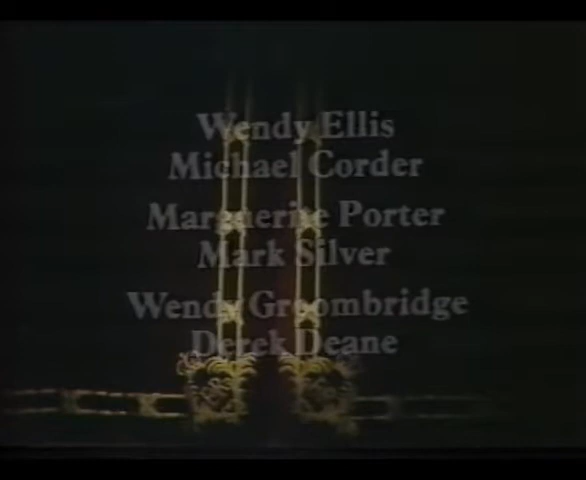 Wendy Ellis
Michael Corder
Marguerite Porter
Mark Silver
Wendy Groombridge
Derek Deane